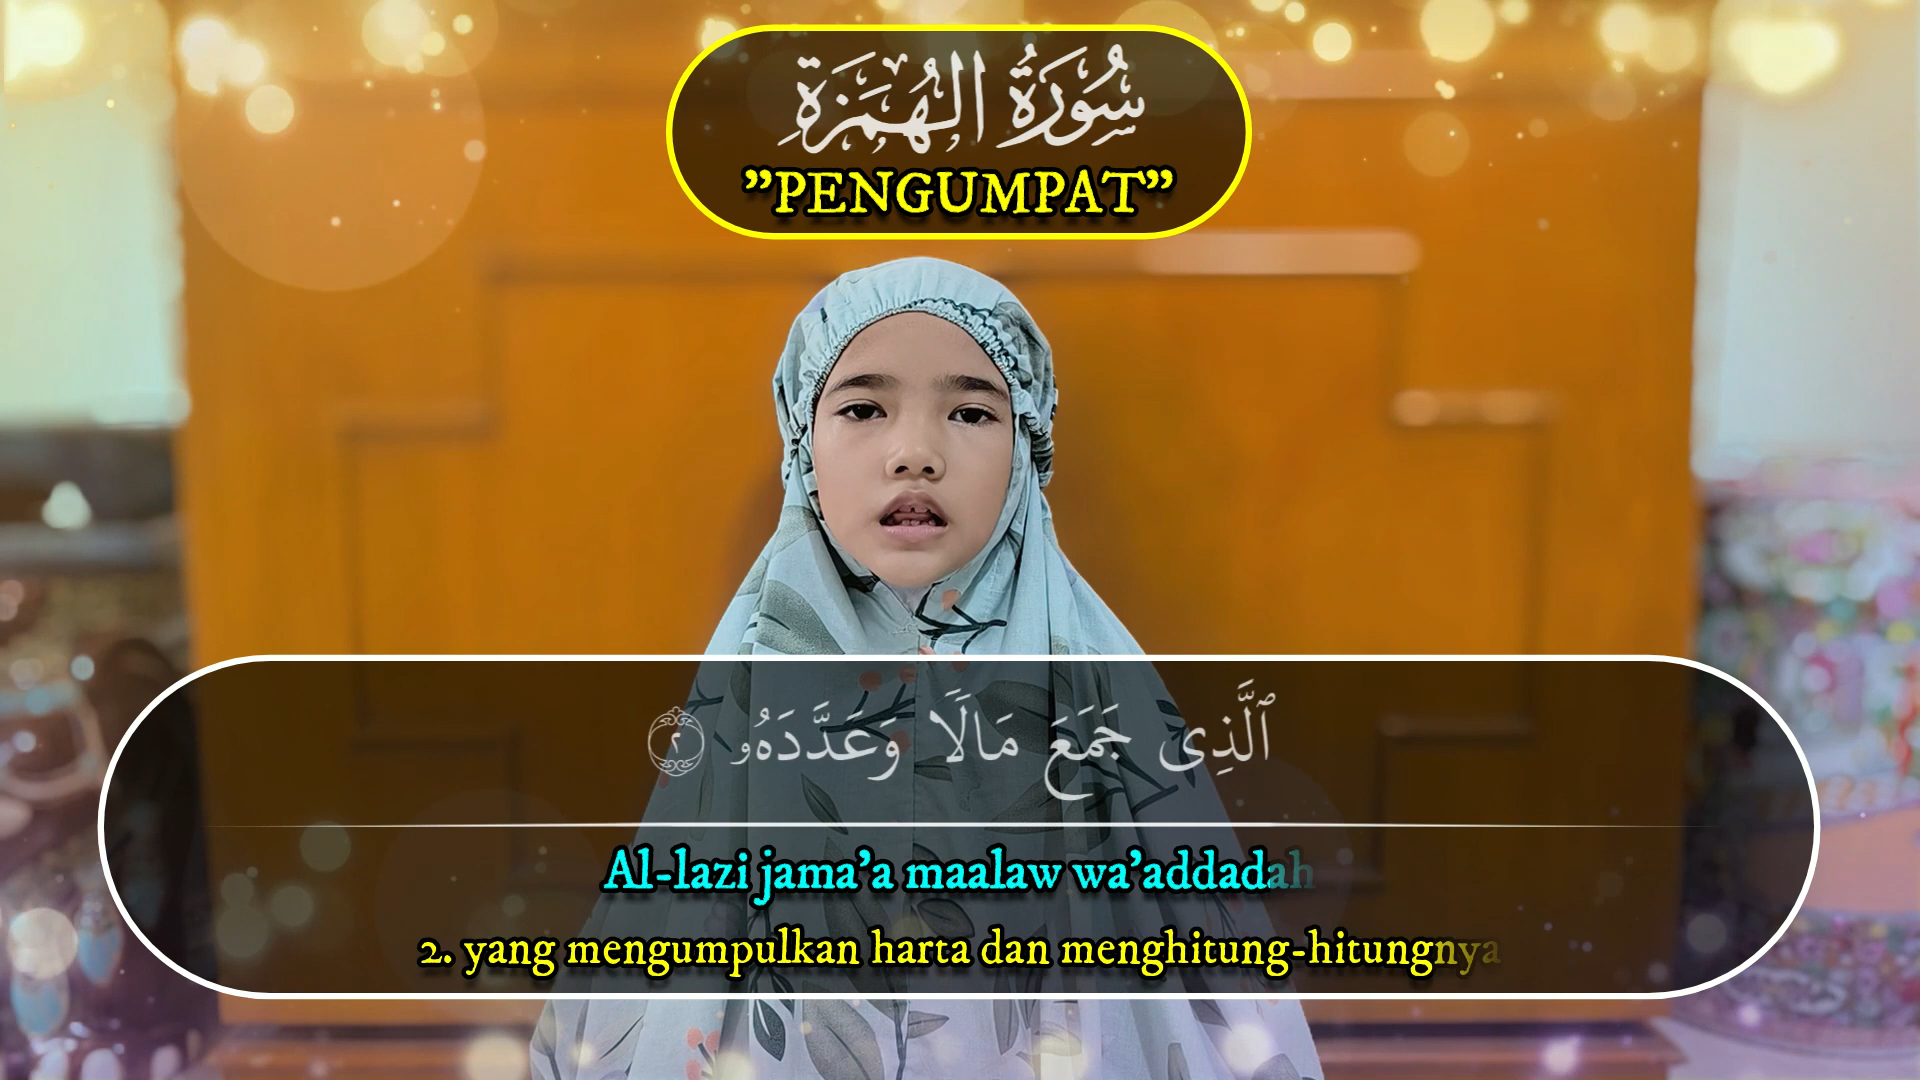 سُورَةُ الهُمَزَةِ
"PENGUMPAT"
ٱلَّذِى جَمَعَ مَالًا وَعَدَّدَهُۥ ٢
Al-lazi jama'a maalaw wa'addadah
2. yang mengumpulkan harta dan menghitung-hitungnya